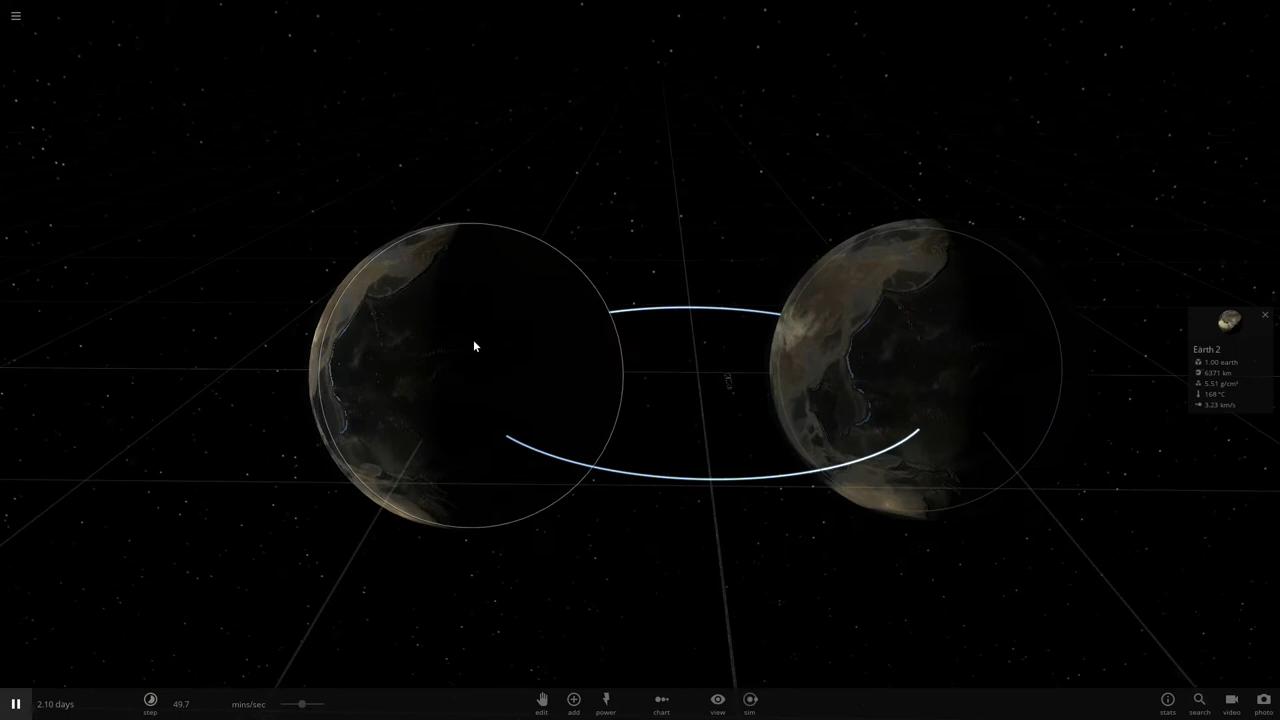 Earth 2
1.00 earth
6371 km
5.51 g/cm³
168 °C
3.23 km/s
2.10 days
step
49.7
mins/sec
edit
add
power
chart
view
sim
stats
search
video
photo